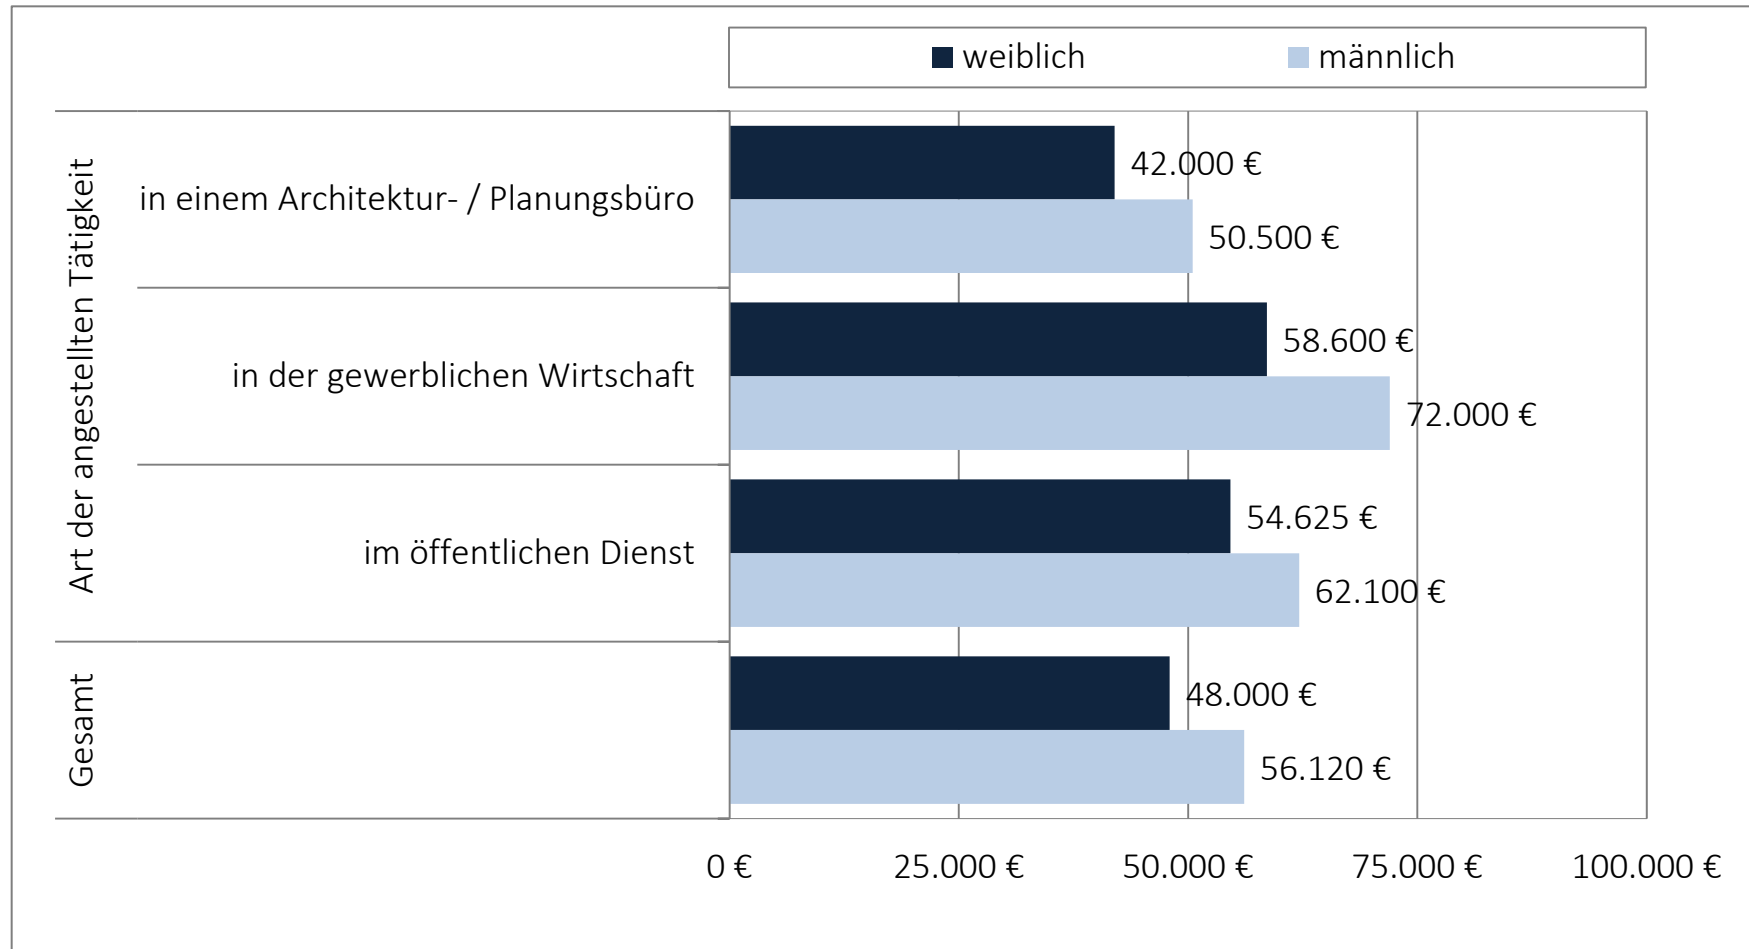 weiblich
männlich
Art der angestellten Tätigkeit
in einem Architektur- / Planungsbüro
42.000 €
50.500 €
in der gewerblichen Wirtschaft
58.600 €
72.000 €
im öffentlichen Dienst
54.625 €
62.100 €
Gesamt
48.000 €
56.120 €
0 €
25.000 €
50.000 €
75.000 €
100.000 €